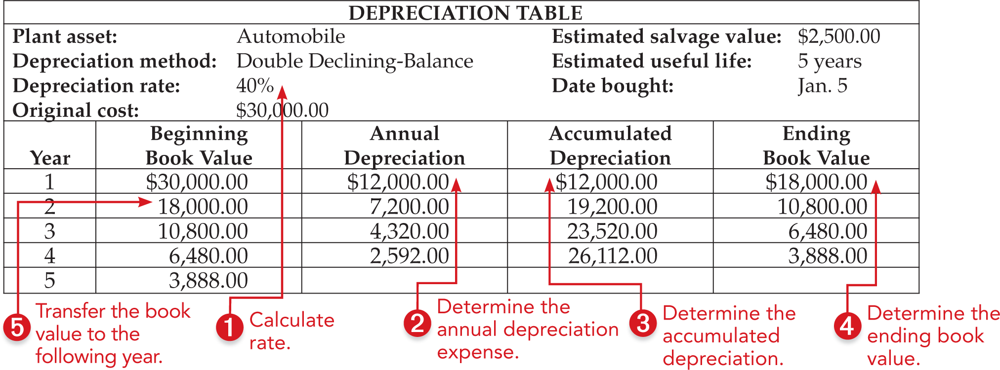 DEPRECIATION TABLE
Plant asset: Automobile Estimated salvage value: $2,500.00
Depreciation method: Double Declining-Balance Estimated useful life: 5 years
Depreciation rate: 40% Date bought: Jan. 5
Original cost: $30,000.00
Beginning Annual Accumulated Ending
Year Book Value Depreciation Depreciation Book Value
1 $30,000.00 $12,000.00 $12,000.00 $18,000.00
2 18,000.00 7,200.00 19,200.00 10,800.00
3 10,800.00 4,320.00 23,520.00 6,480.00
4 6,480.00 2,592.00 26,112.00 3,888.00
5 3,888.00
5 Transfer the book
value to the
following year.
1 Calculate
rate.
2 Determine the
annual depreciation
expense.
3 Determine the
accumulated
depreciation.
4 Determine the
ending book
value.